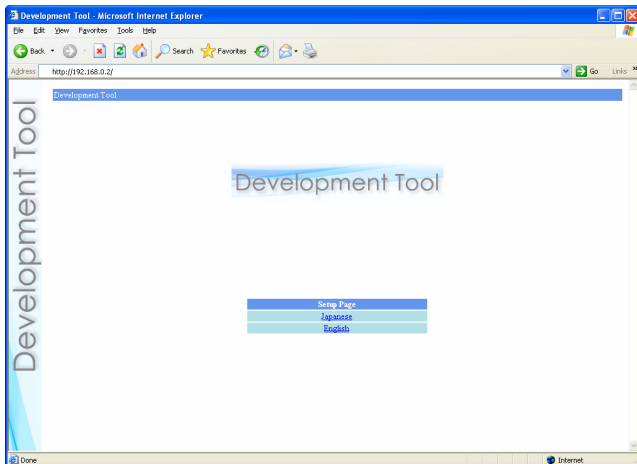 Development Tool - Microsoft Internet Explorer
File Edit View Favorites Tools Help
Back Search Favorites
Address http://192.168.0.2/ Go Links »
Development Tool
Development Tool
Development Tool
Setup Page
Japanese
English
Done Internet